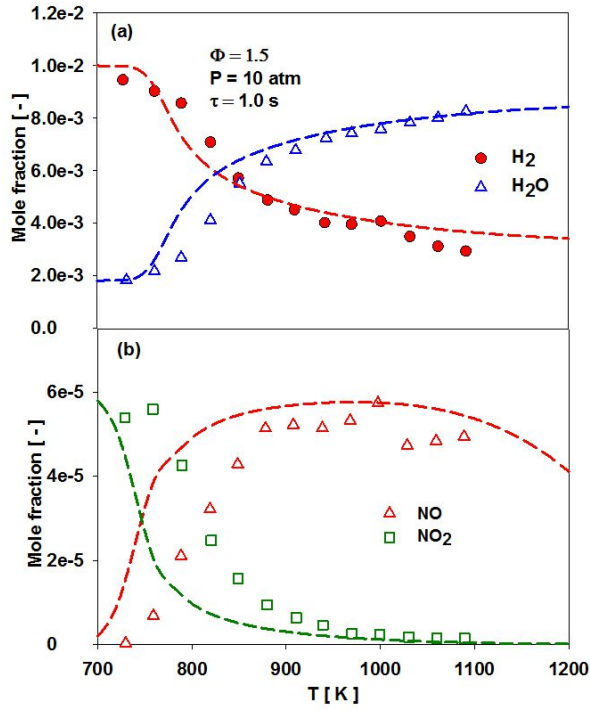 1.2e-2
(a)
Φ = 1.5
P = 10 atm
τ = 1.0 s
1.0e-2
8.0e-3
6.0e-3
4.0e-3
2.0e-3
0.0
Mole fraction [ - ]
H2
H2O
(b)
6e-5
4e-5
2e-5
0
Mole fraction [ - ]
NO
NO2
700 800 900 1000 1100 1200
T [ K ]